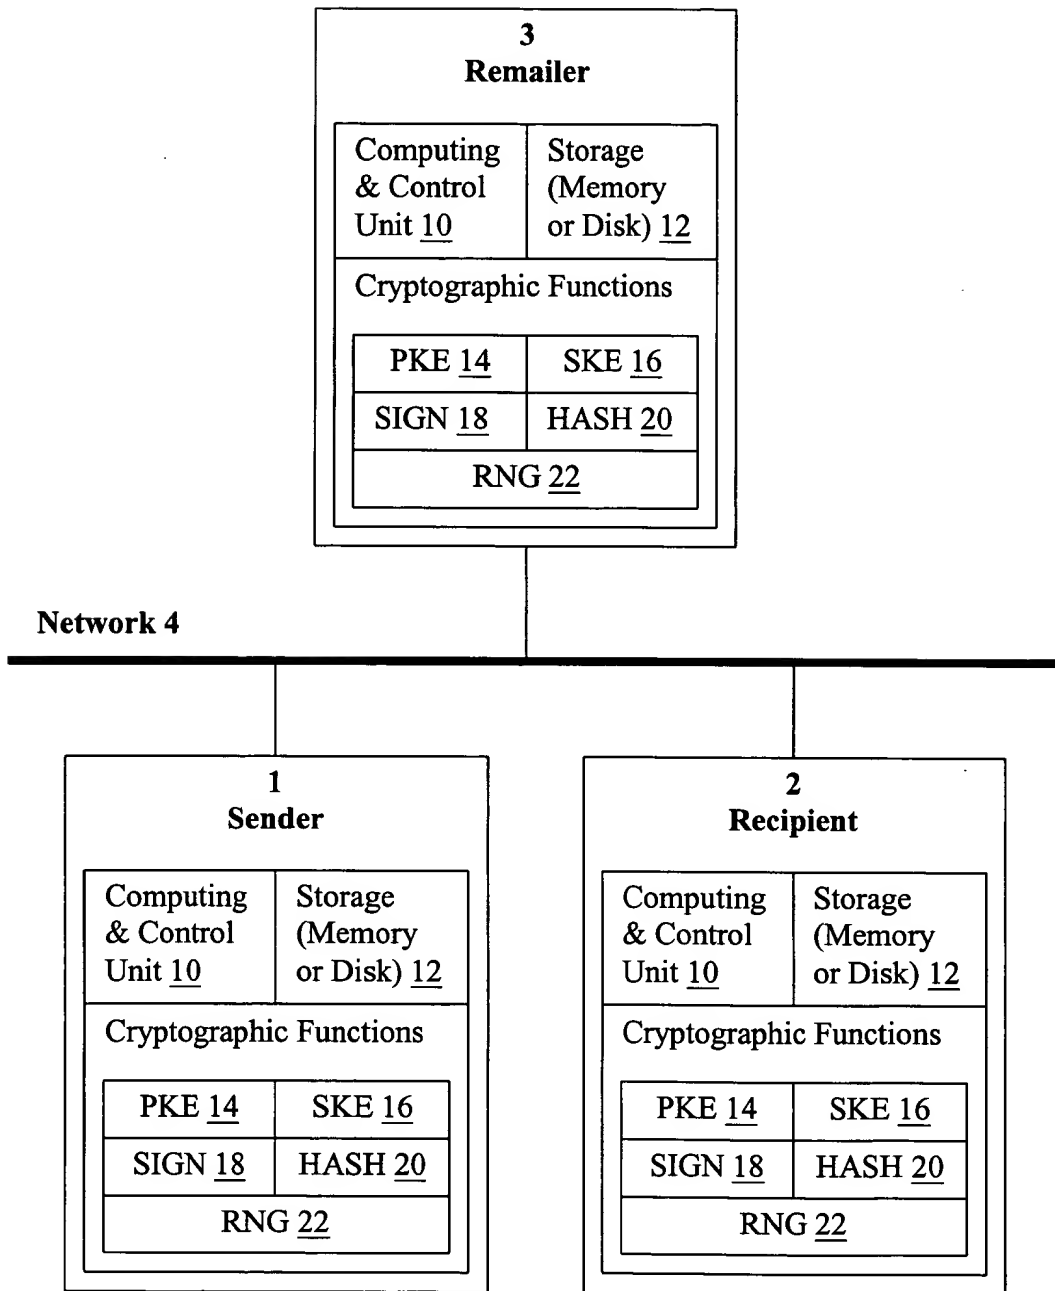 3
Remailer
Computing
& Control
Unit 10
Storage
(Memory
or Disk) 12
Cryptographic Functions
PKE 14
SKE 16
SIGN 18
HASH 20
RNG 22
Network 4
1
Sender
Computing
& Control
Unit 10
Storage
(Memory
or Disk) 12
Cryptographic Functions
PKE 14
SKE 16
SIGN 18
HASH 20
RNG 22
2
Recipient
Computing
& Control
Unit 10
Storage
(Memory
or Disk) 12
Cryptographic Functions
PKE 14
SKE 16
SIGN 18
HASH 20
RNG 22